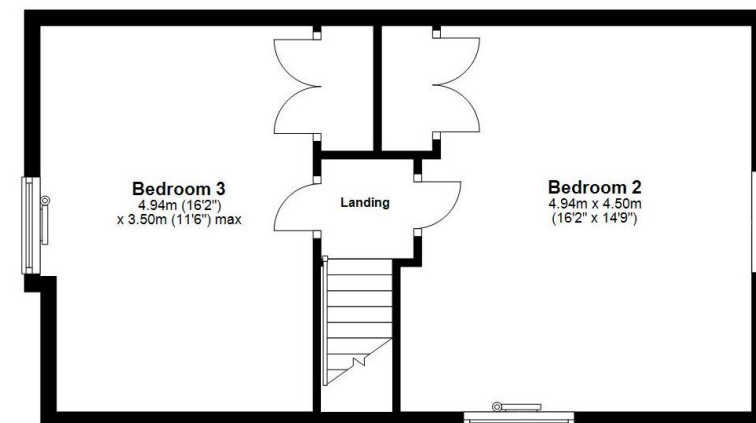 Bedroom 3
4.94m (16'2")
x 3.50m (11'6") max
Landing
Bedroom 2
4.94m x 4.50m
(16'2" x 14'9")